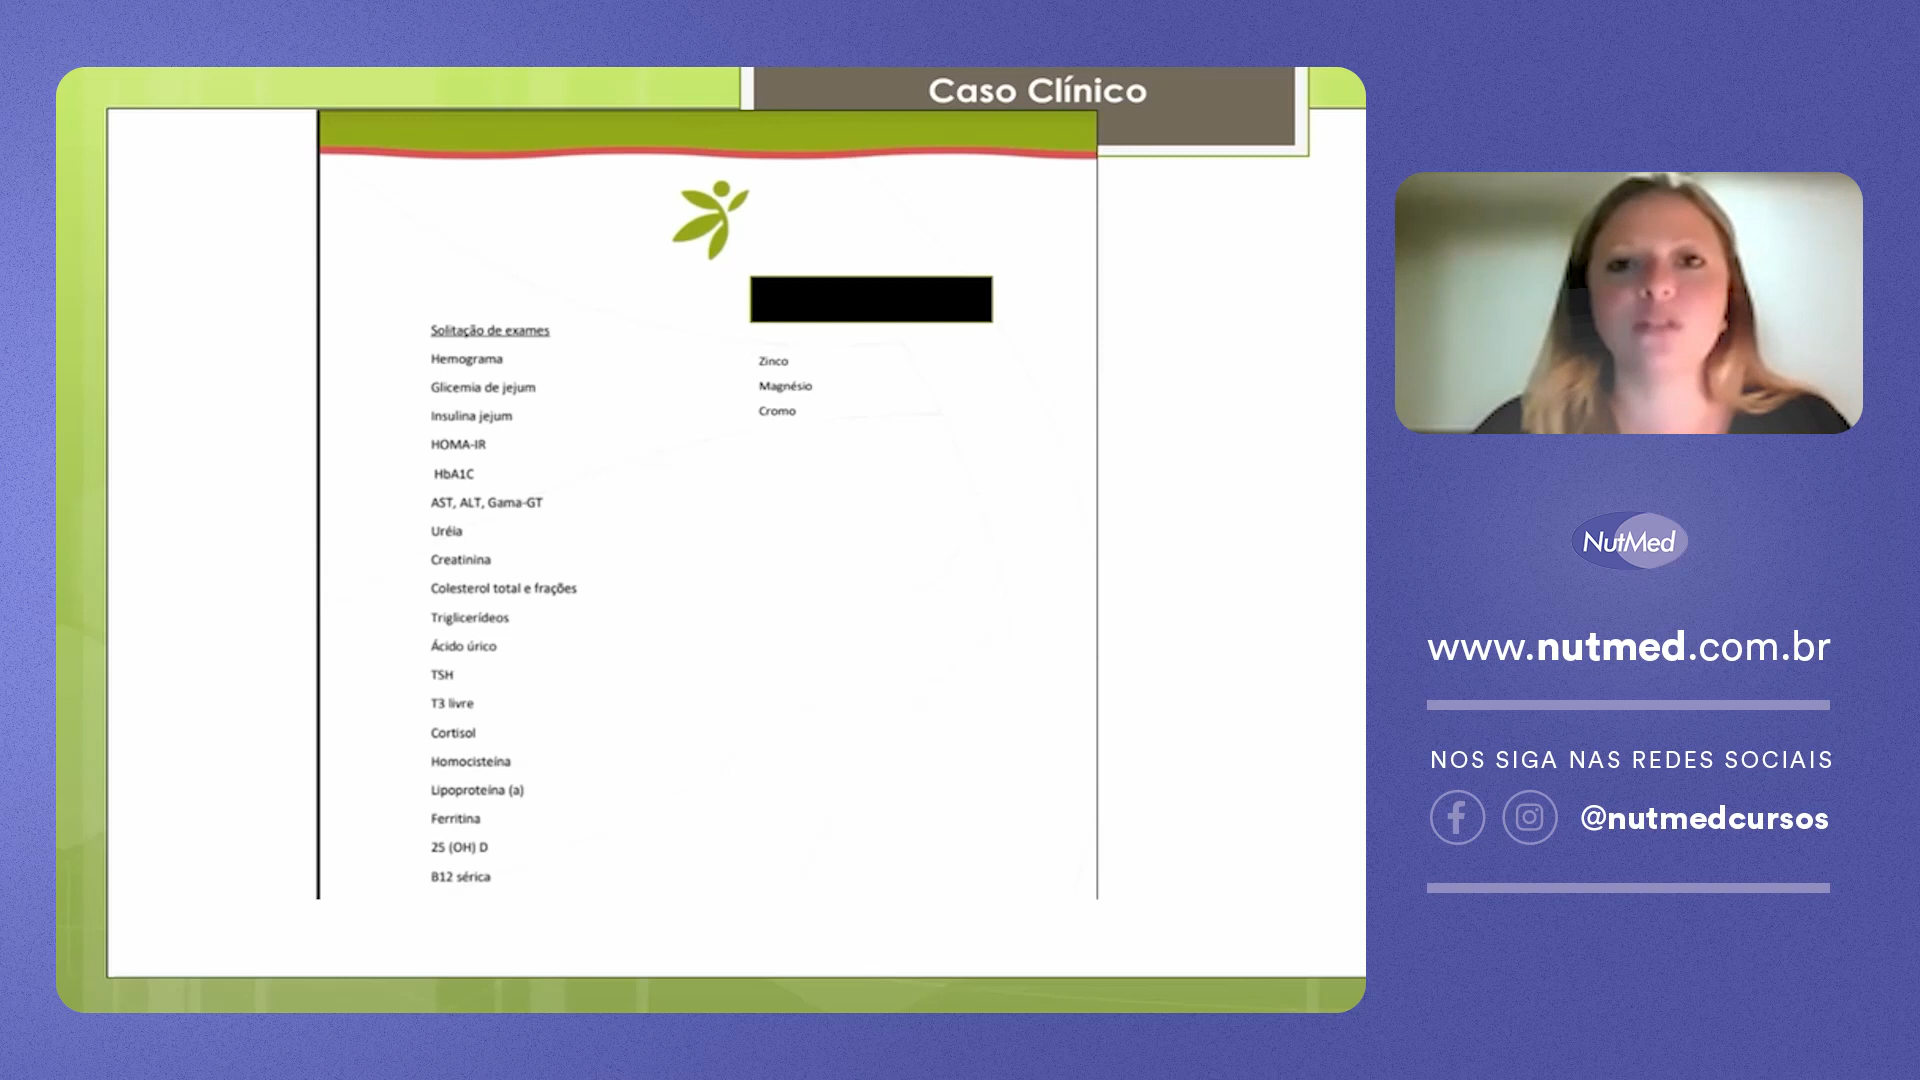 Caso Clínico
Solitação de exames
Hemograma
Glicemia de jejum
Insulina jejum
HOMA-IR
HbA1C
AST, ALT, Gama-GT
Uréia
Creatinina
Colesterol total e frações
Triglicerídeos
Ácido úrico
TSH
T3 livre
Cortisol
Homocisteína
Lipoproteína (a)
Ferritina
25 (OH) D
B12 sérica
Zinco
Magnésio
Cromo
NutMed
www.nutmed.com.br
NOS SIGA NAS REDES SOCIAIS
@nutmedcursos